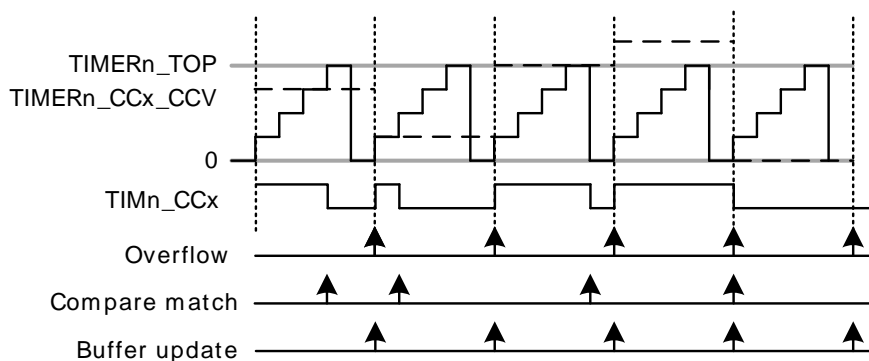 TIMERn_TOP
TIMERn_CCx_CCV
0
TIMn_CCx
Overflow
Compare match
Buffer update